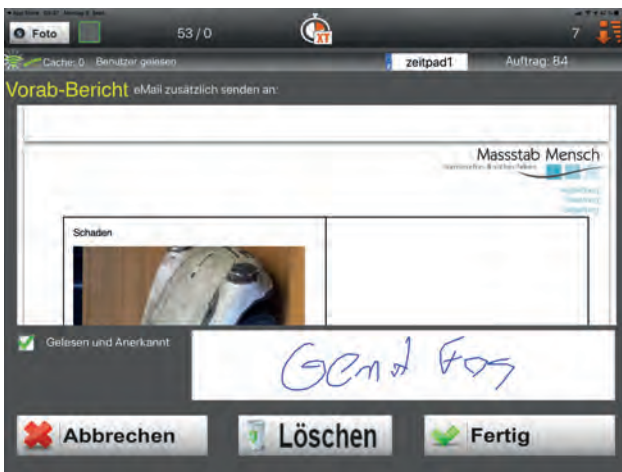 Foto
53/0
XT
7
Cache: 0 Benutzer gelesen
zeitpad1
Auftrag: 84
Vorab-Bericht eMail zusätzlich senden an:
Massstab Mensch
Schaden
Gelesen und Anerkannt
Abbrechen
Löschen
Fertig